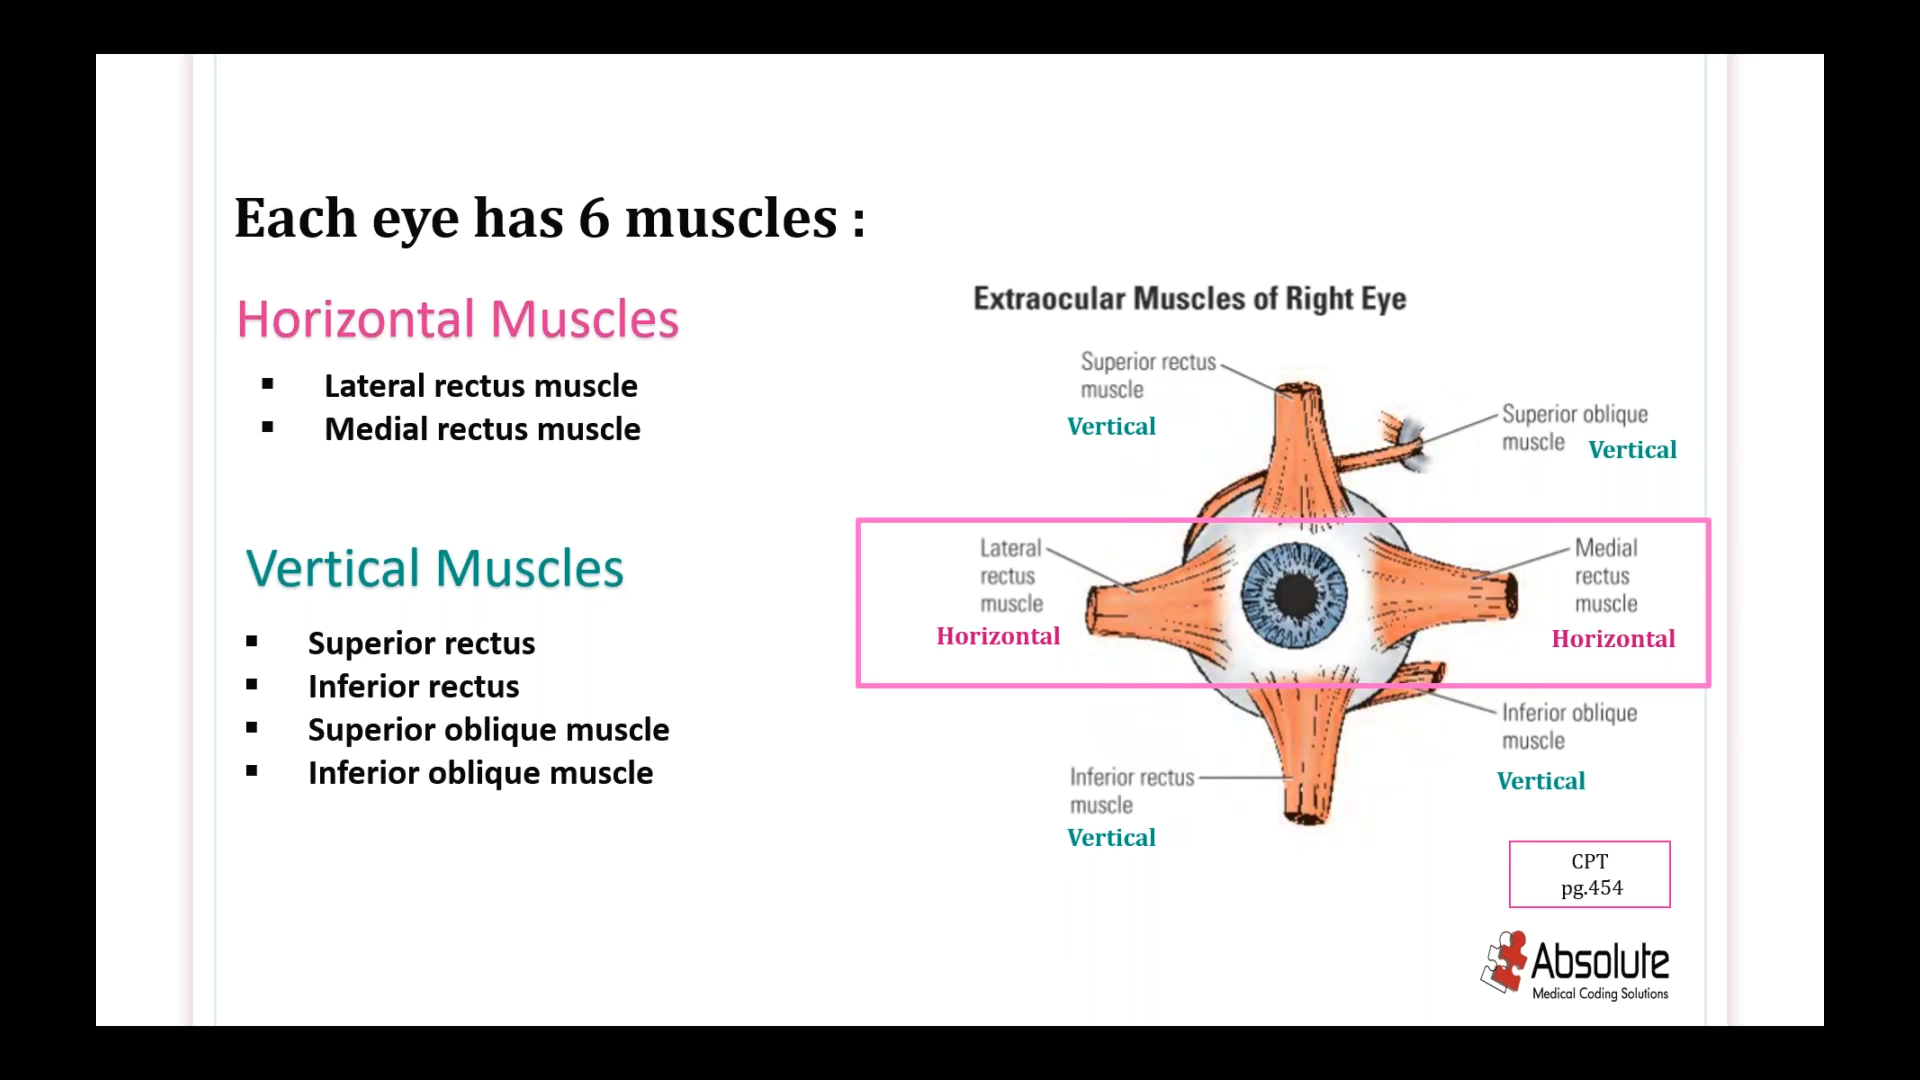 Each eye has 6 muscles :
Horizontal Muscles
▪ Lateral rectus muscle
▪ Medial rectus muscle
Vertical Muscles
▪ Superior rectus
▪ Inferior rectus
▪ Superior oblique muscle
▪ Inferior oblique muscle
Extraocular Muscles of Right Eye
Superior rectus
muscle
Vertical
Superior oblique
muscle
Vertical
Lateral
rectus
muscle
Horizontal
Medial
rectus
muscle
Horizontal
Inferior oblique
muscle
Vertical
Inferior rectus
muscle
Vertical
CPT
pg.454
Absolute
Medical Coding Solutions